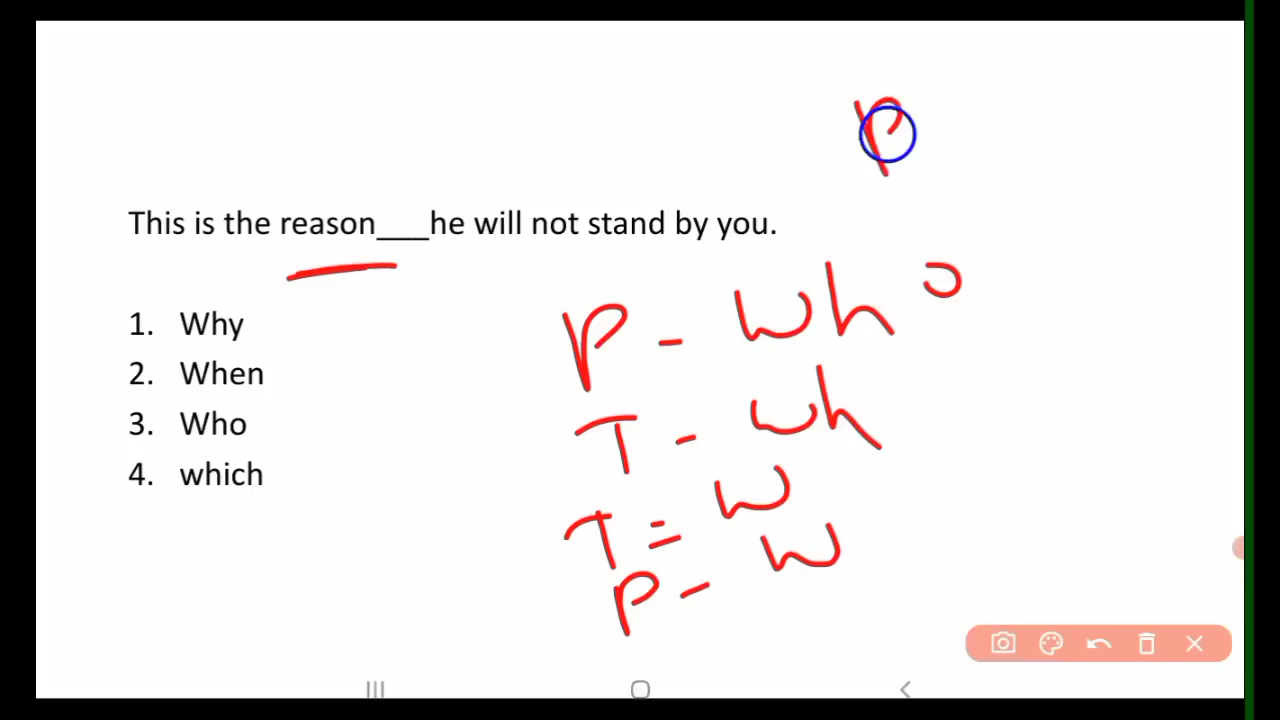 P
This is the reason___he will not stand by you.
1. Why
2. When
3. Who
4. which
P - who
T - wh
T = w
P - w